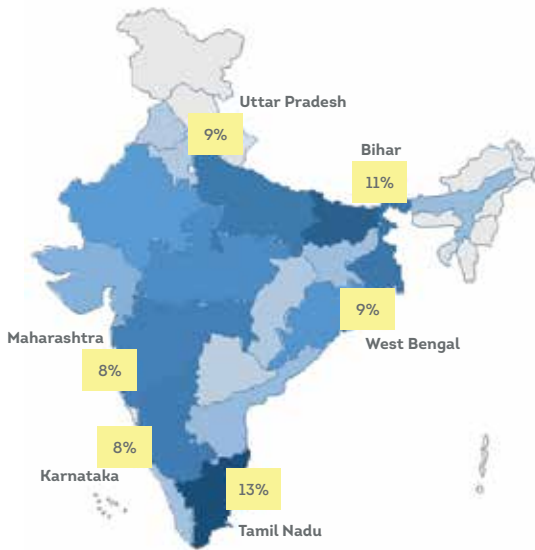 Uttar Pradesh
9%
Bihar
11%
9%
West Bengal
Maharashtra
8%
8%
Karnataka
13%
Tamil Nadu